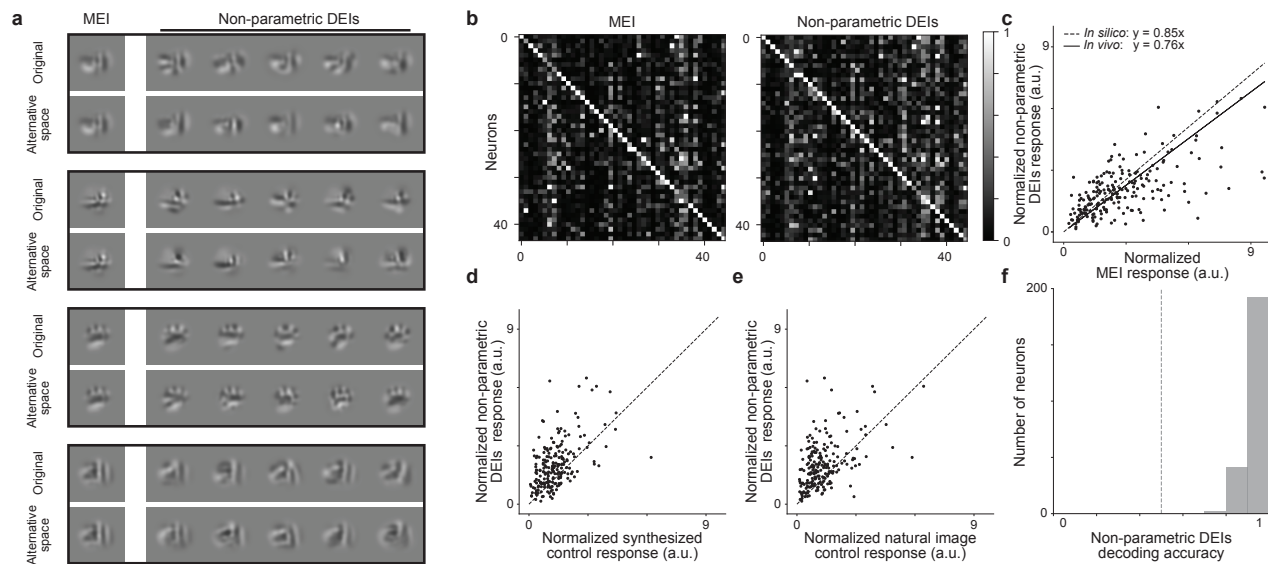 a
MEI
Non-parametric DEIs
Original
Alternative
space
Original
Alternative
space
Original
Alternative
space
Original
Alternative
space
b
MEI
Non-parametric DEIs
Neurons
0
20
40
0
40
0
40
1
0
c
In silico: y = 0.85x
In vivo: y = 0.76x
Normalized non-parametric
DEIs response (a.u.)
9
0
0
9
Normalized
MEI response (a.u.)
d
Normalized non-parametric
DEIs response (a.u.)
9
0
0
9
Normalized synthesized
control response (a.u.)
e
Normalized non-parametric
DEIs response (a.u.)
9
0
0
9
Normalized natural image
control response (a.u.)
f
Number of neurons
200
0
0
1
Non-parametric DEIs
decoding accuracy